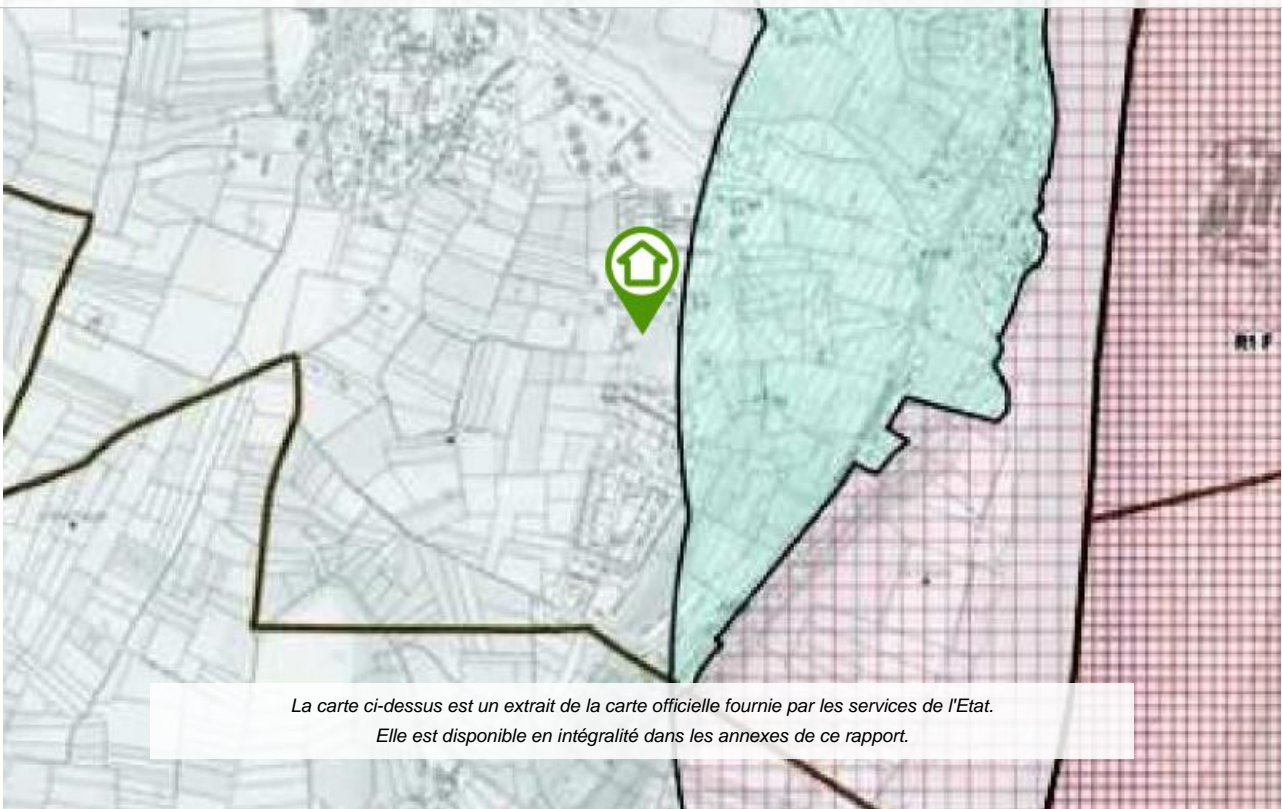 R1 F
La carte ci-dessus est un extrait de la carte officielle fournie par les services de l'Etat.
Elle est disponible en intégralité dans les annexes de ce rapport.